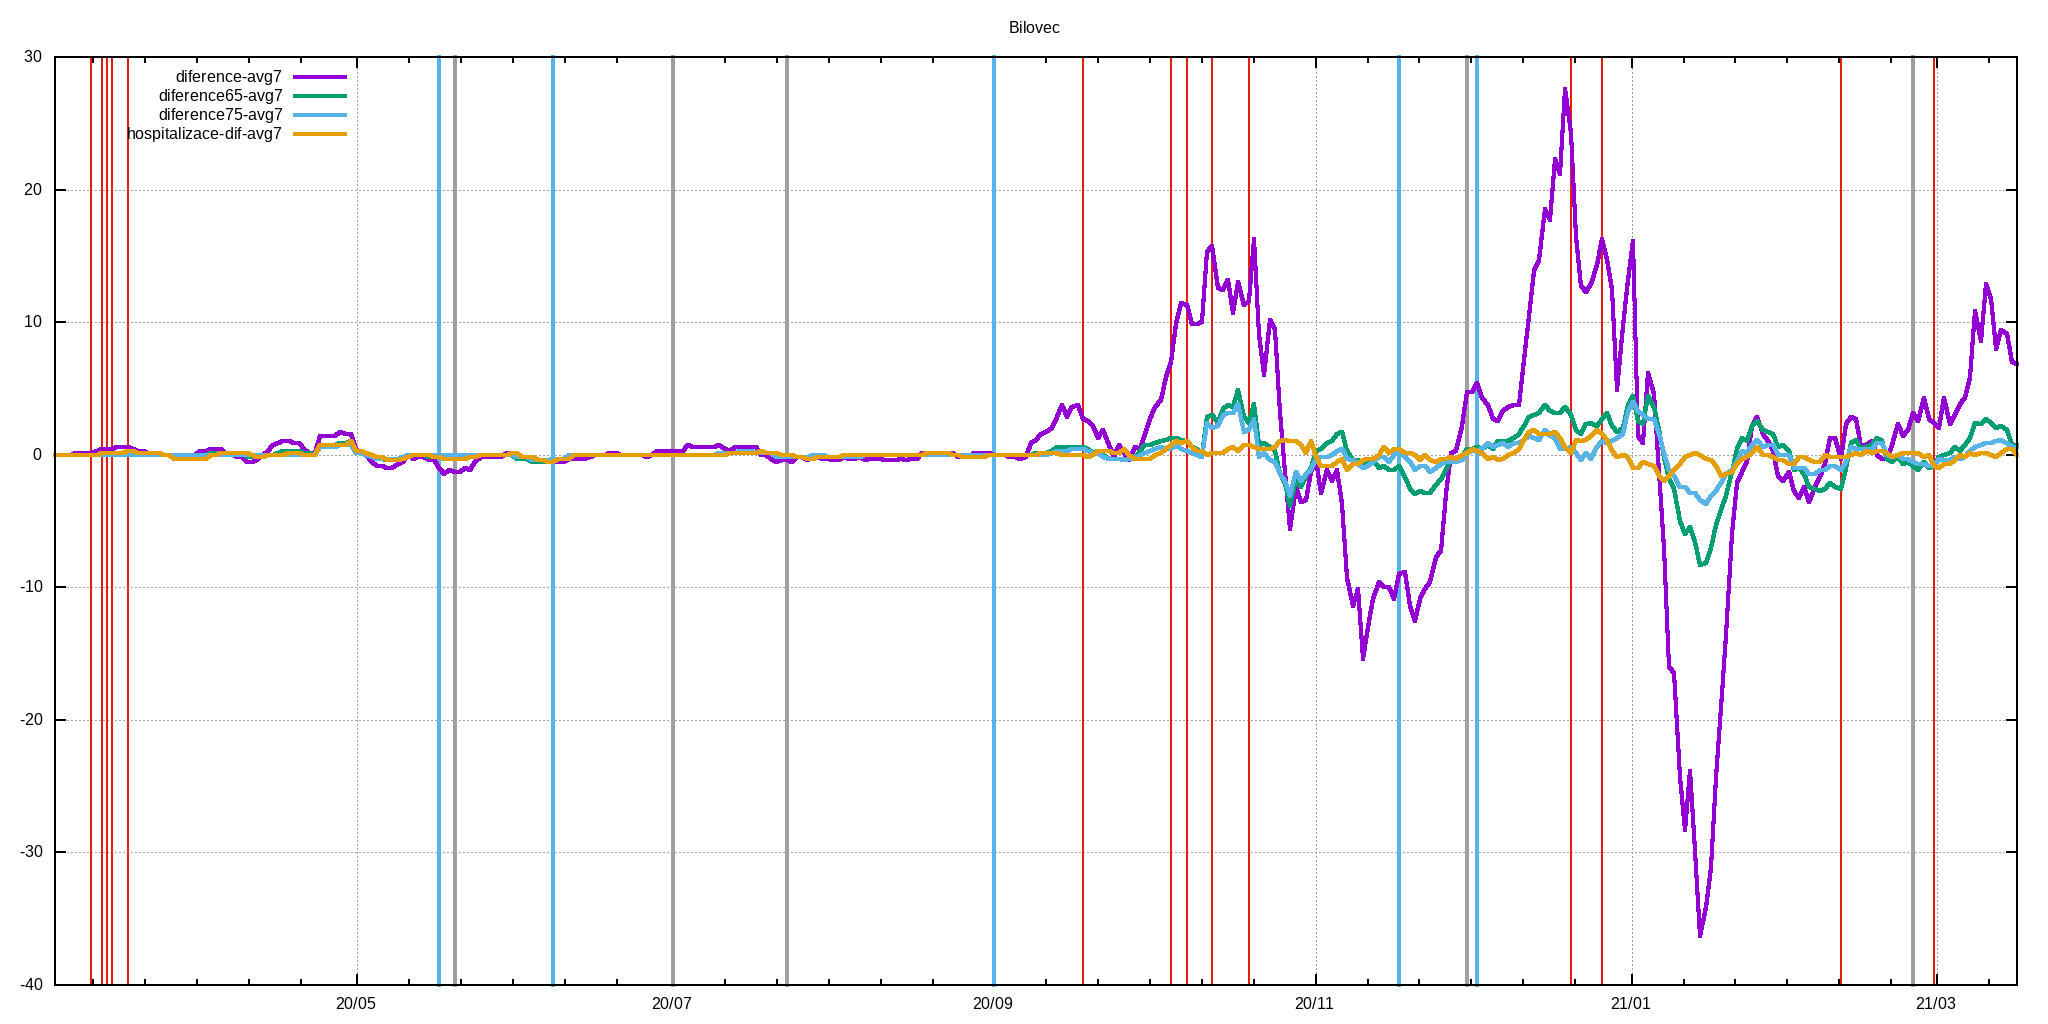 Bilovec
30
20
10
0
-10
-20
-30
-40
diference-avg7
diference65-avg7
diference75-avg7
hospitalizace-dif-avg7
20/05 20/07 20/09 20/11 21/01 21/03